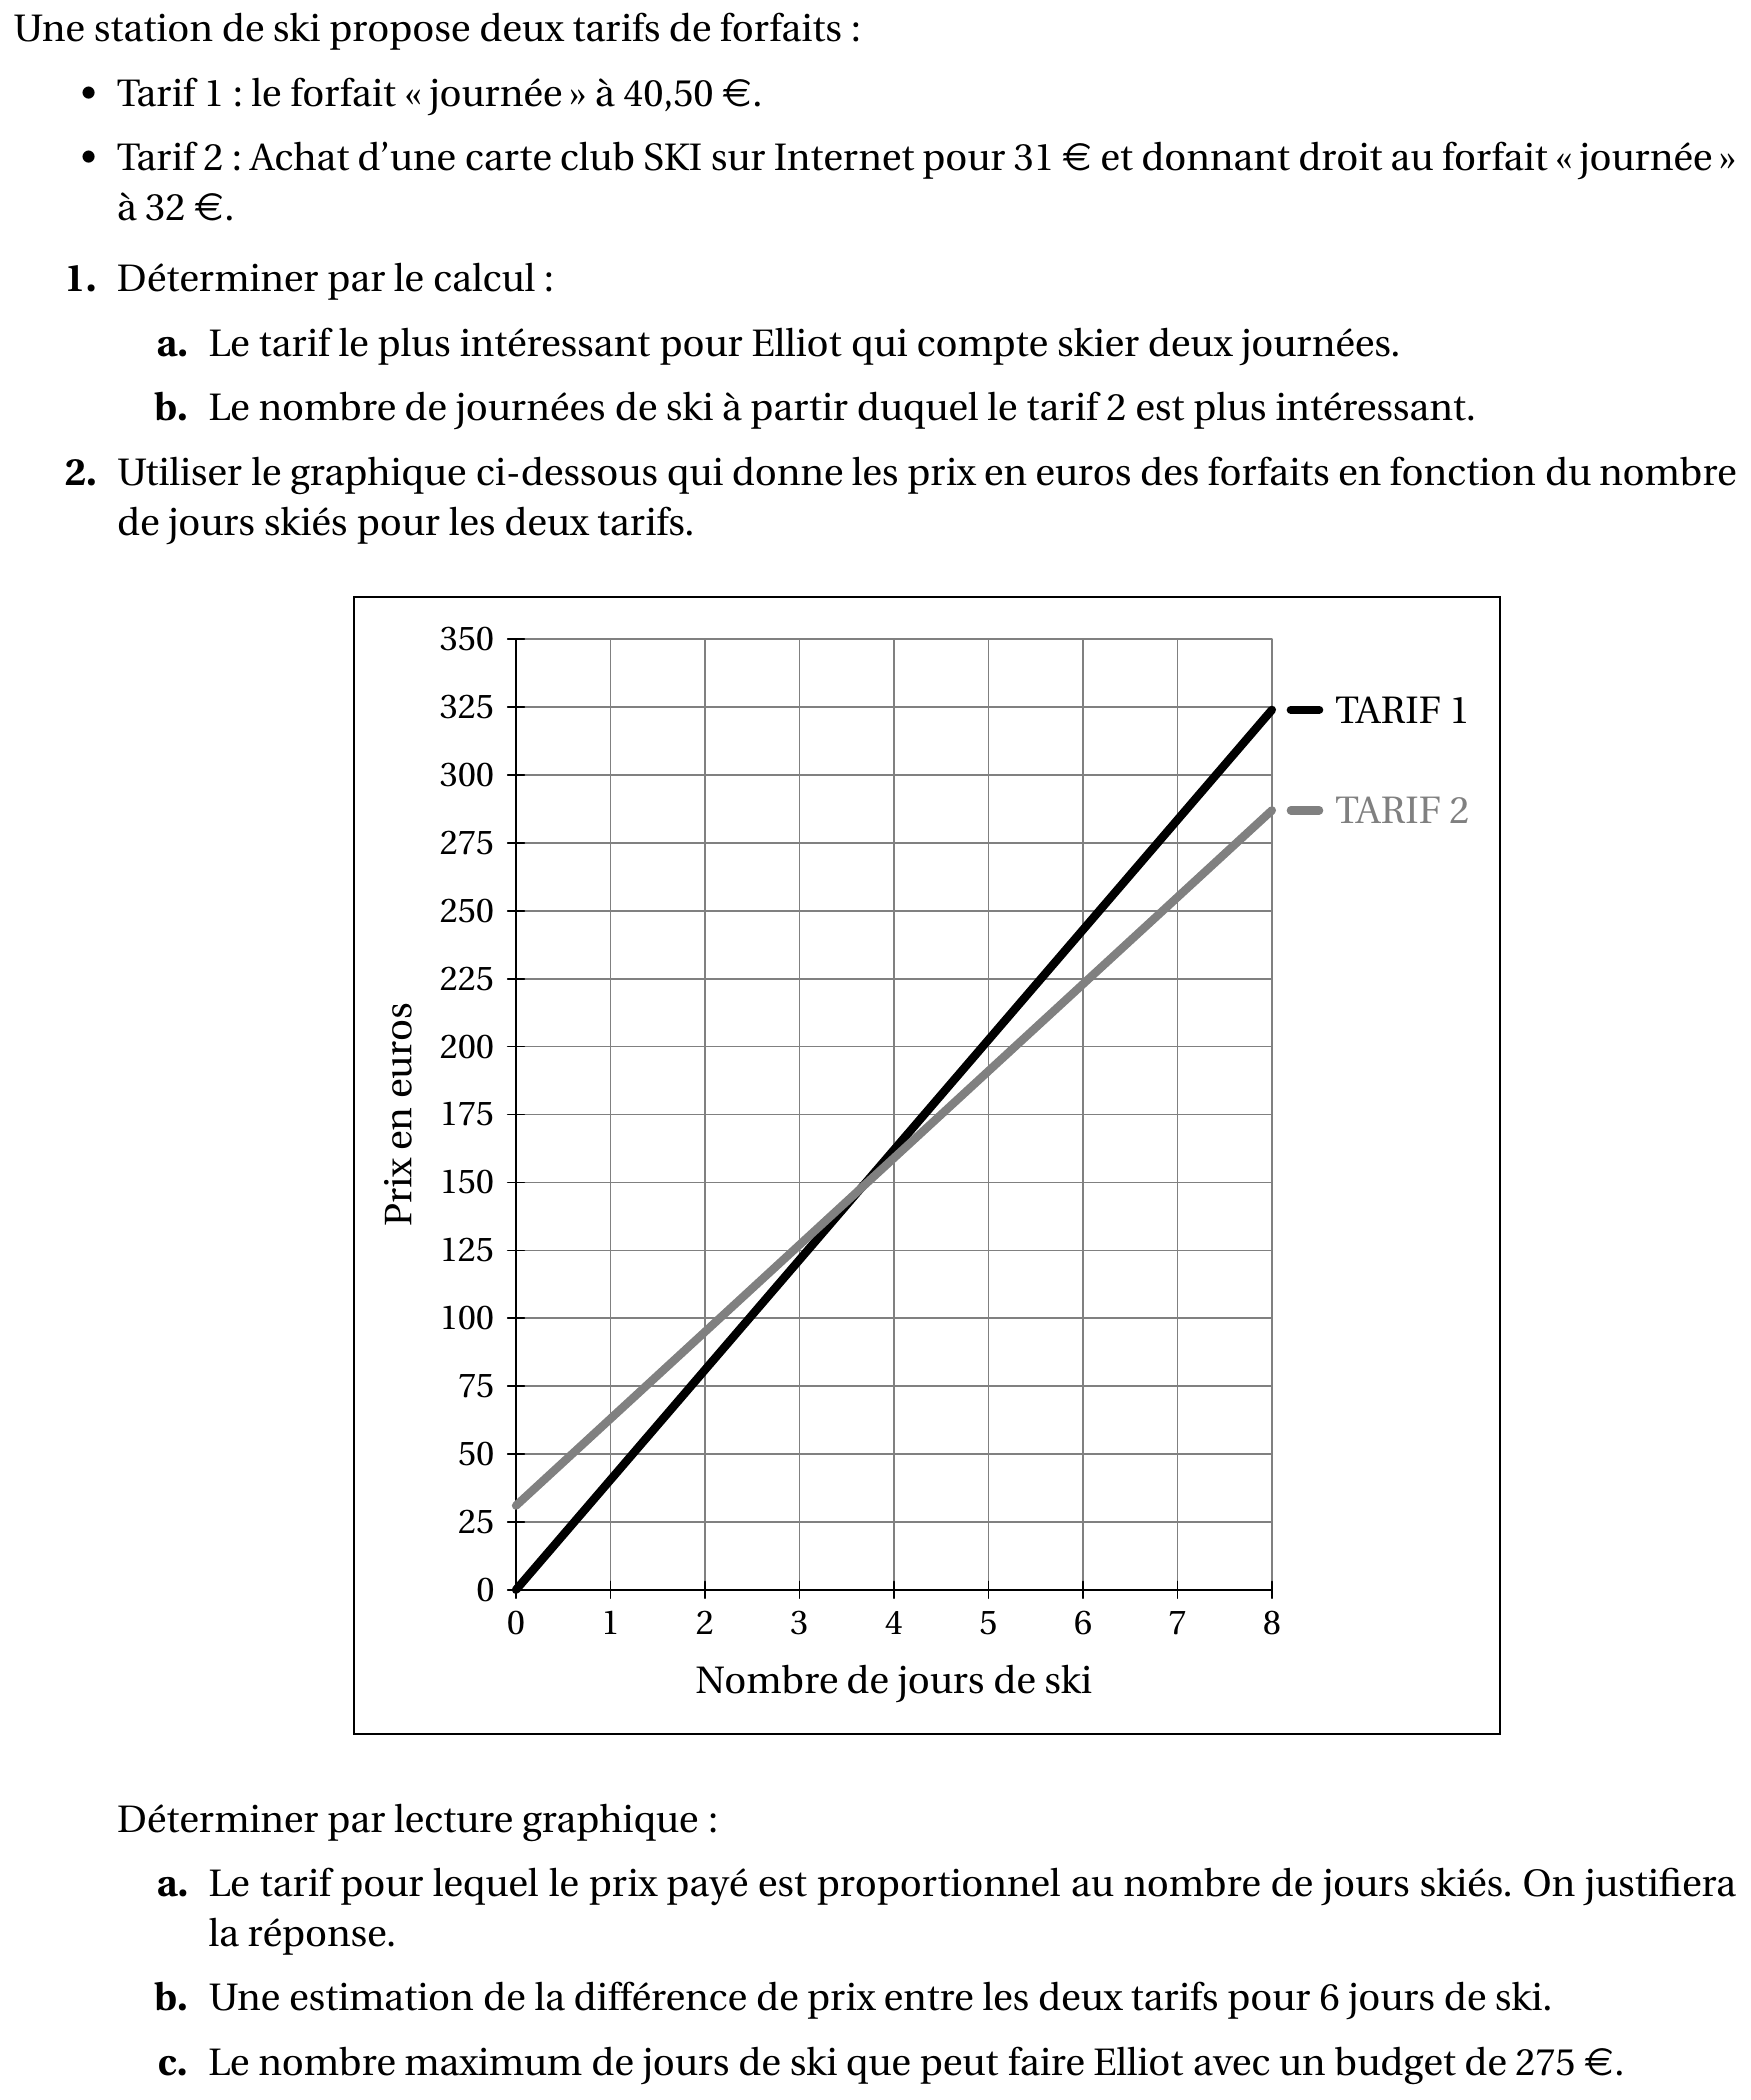 Une station de ski propose deux tarifs de forfaits :
• Tarif 1 : le forfait « journée » à 40,50 €.
• Tarif 2 : Achat d’une carte club SKI sur Internet pour 31 € et donnant droit au forfait « journée »
à 32 €.
1. Déterminer par le calcul :
a. Le tarif le plus intéressant pour Elliot qui compte skier deux journées.
b. Le nombre de journées de ski à partir duquel le tarif 2 est plus intéressant.
2. Utiliser le graphique ci-dessous qui donne les prix en euros des forfaits en fonction du nombre
de jours skiés pour les deux tarifs.
350
325
TARIF 1
300
TARIF 2
275
250
225
200
175
150
125
100
75
50
25
0
Prix en euros
0 1 2 3 4 5 6 7 8
Nombre de jours de ski
Déterminer par lecture graphique :
a. Le tarif pour lequel le prix payé est proportionnel au nombre de jours skiés. On justifiera
la réponse.
b. Une estimation de la différence de prix entre les deux tarifs pour 6 jours de ski.
c. Le nombre maximum de jours de ski que peut faire Elliot avec un budget de 275 €.